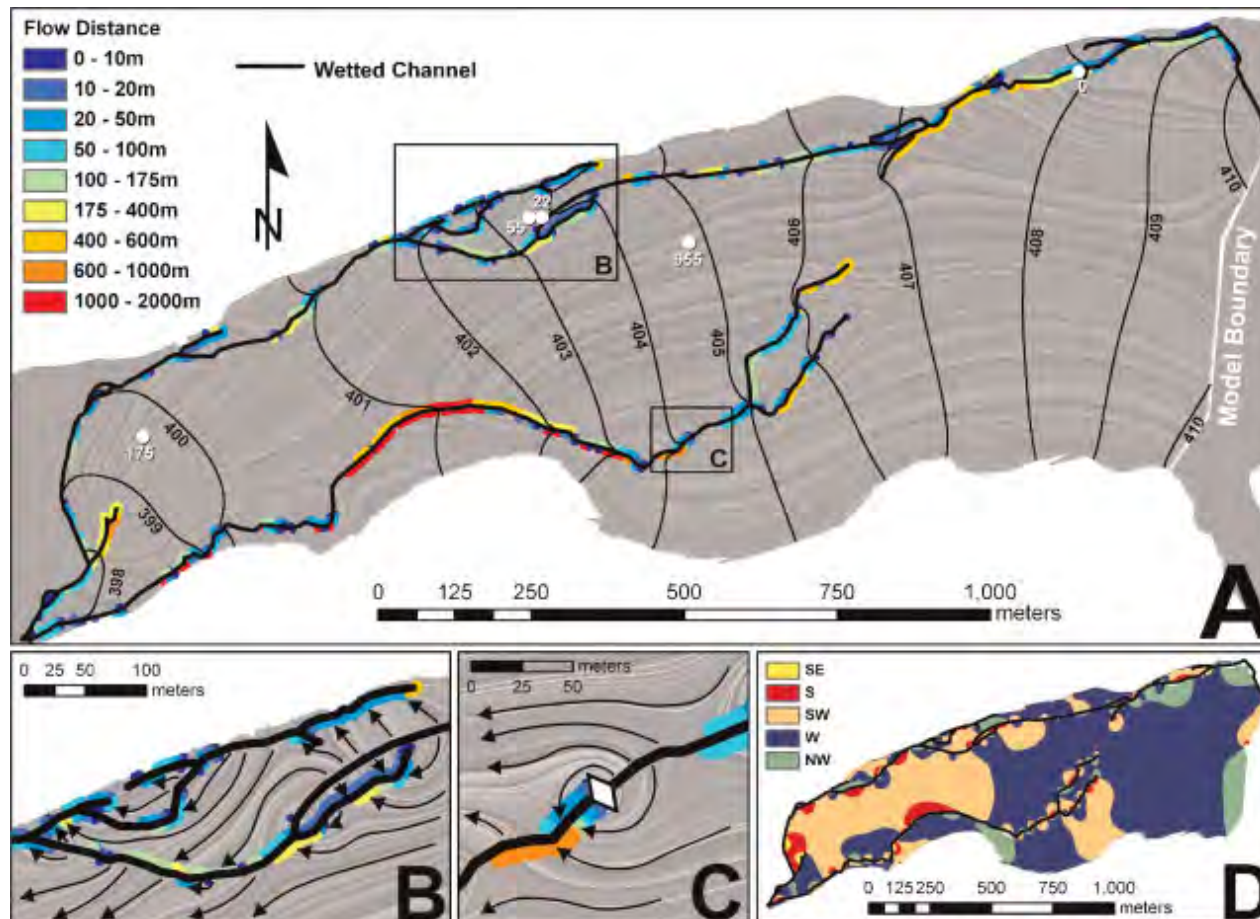 Flow Distance
0 - 10m
10 - 20m
20 - 50m
50 - 100m
100 - 175m
175 - 400m
400 - 600m
600 - 1000m
1000 - 2000m
Wetted Channel
N
B
22
55
955
0
410
409
408
407
406
405
404
403
402
401
400
399
398
175
C
410
Model Boundary
0 125 250 500 750 1,000
meters
A
0 25 50 100
meters
B
meters
0 25 50
C
SE
S
SW
W
NW
0 125 250 500 750 1.000
meters
D